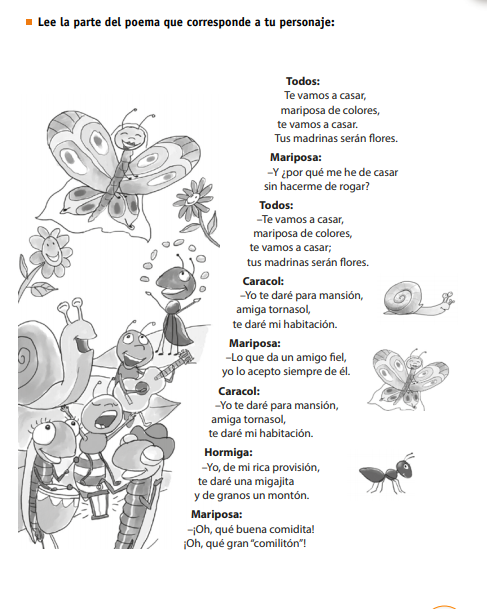 Lee la parte del poema que corresponde a tu personaje:
Todos:
Te vamos a casar,
mariposa de colores,
te vamos a casar.
Tus madrinas serán flores.
Mariposa:
–Y ¿por qué me he de casar
sin hacerme de rogar?
Todos:
–Te vamos a casar,
mariposa de colores,
te vamos a casar;
tus madrinas serán flores.
Caracol:
–Yo te daré para mansión,
amiga tornasol,
te daré mi habitación.
Mariposa:
–Lo que da un amigo fiel,
yo lo acepto siempre de él.
Caracol:
–Yo te daré para mansión,
amiga tornasol,
te daré mi habitación.
Hormiga:
–Yo, de mi rica provisión,
te daré una migajita
y de granos un montón.
Mariposa:
–¡Oh, qué buena comidita!
¡Oh, qué gran “comilitón”!